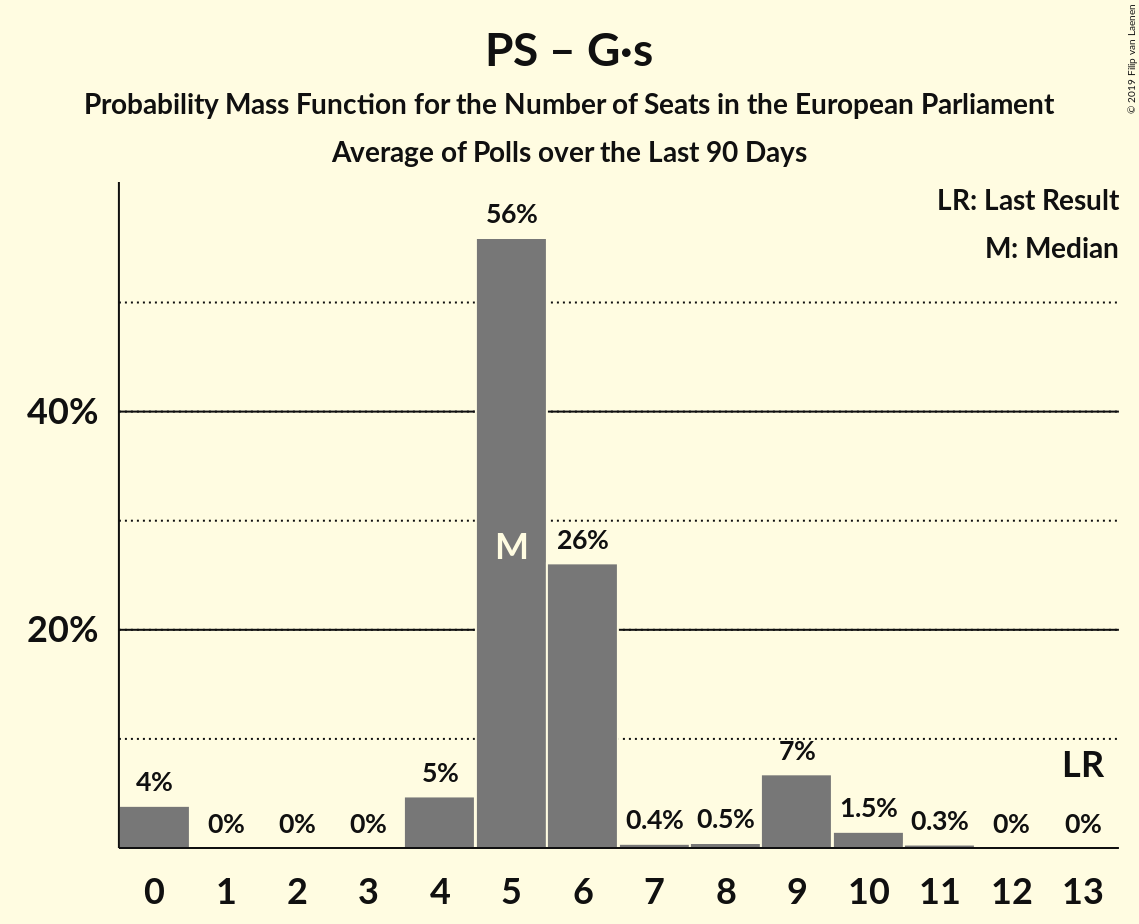 PS – G·s
Probability Mass Function for the Number of Seats in the European Parliament
Average of Polls over the Last 90 Days
© 2019 Filip van Laenen
LR: Last Result
M: Median
56%
40%
M
26%
20%
4%
0%
0%
0%
5%
0.4%
0.5%
7%
1.5%
0.3%
0%
0%
LR
0 1 2 3 4 5 6 7 8 9 10 11 12 13